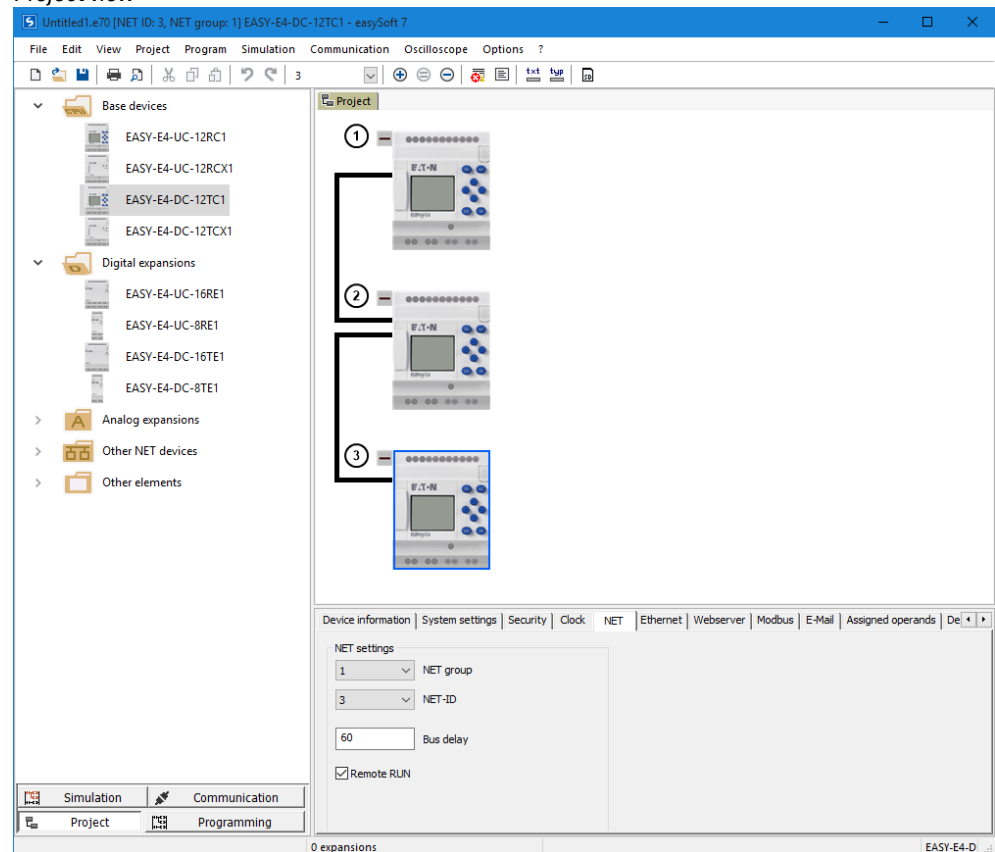 Project view
Untitled1.e70 [NET ID: 3, NET group: 1] EASY-E4-DC-12TC1 - easySoft 7
File Edit View Project Program Simulation Communication Oscilloscope Options ?
3 txt typ
Base devices
EASY-E4-UC-12RC1
EASY-E4-UC-12RCX1
EASY-E4-DC-12TC1
EASY-E4-DC-12TCX1
Digital expansions
EASY-E4-UC-16RE1
EASY-E4-UC-8RE1
EASY-E4-DC-16TE1
EASY-E4-DC-8TE1
Analog expansions
Other NET devices
Other elements
Project
1
E:T•N
2
E:T•N
3
E:T•N
Device information System settings Security Clock NET Ethernet Webserver Modbus E-Mail Assigned operands De
NET settings
1 NET group
3 NET-ID
60 Bus delay
Remote RUN
Simulation Communication
Project Programming
0 expansions EASY-E4-D